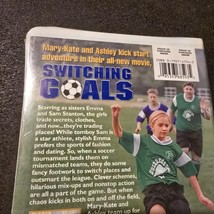 Mary-Kate and Ashley kick start
adventure in their all-new movie,
SWITCHING
GOALS
Starring as sisters Emma
and Sam Stanton, the girls
trade secrets, clothes,
and now...they're trading
places! While tomboy Sam is
a star athlete, stylish Emma
prefers the sports of fashion
and dating. So, when a soccer
tournament lands them on
mismatched teams, they do some
fancy footwork to switch places and
outsmart the league. Clever schemes,
hilarious mix-ups and nonstop action
are all a part of the game. But when
chaos kicks in both on and off the field,
Mary-Kate and
Ashley team up for